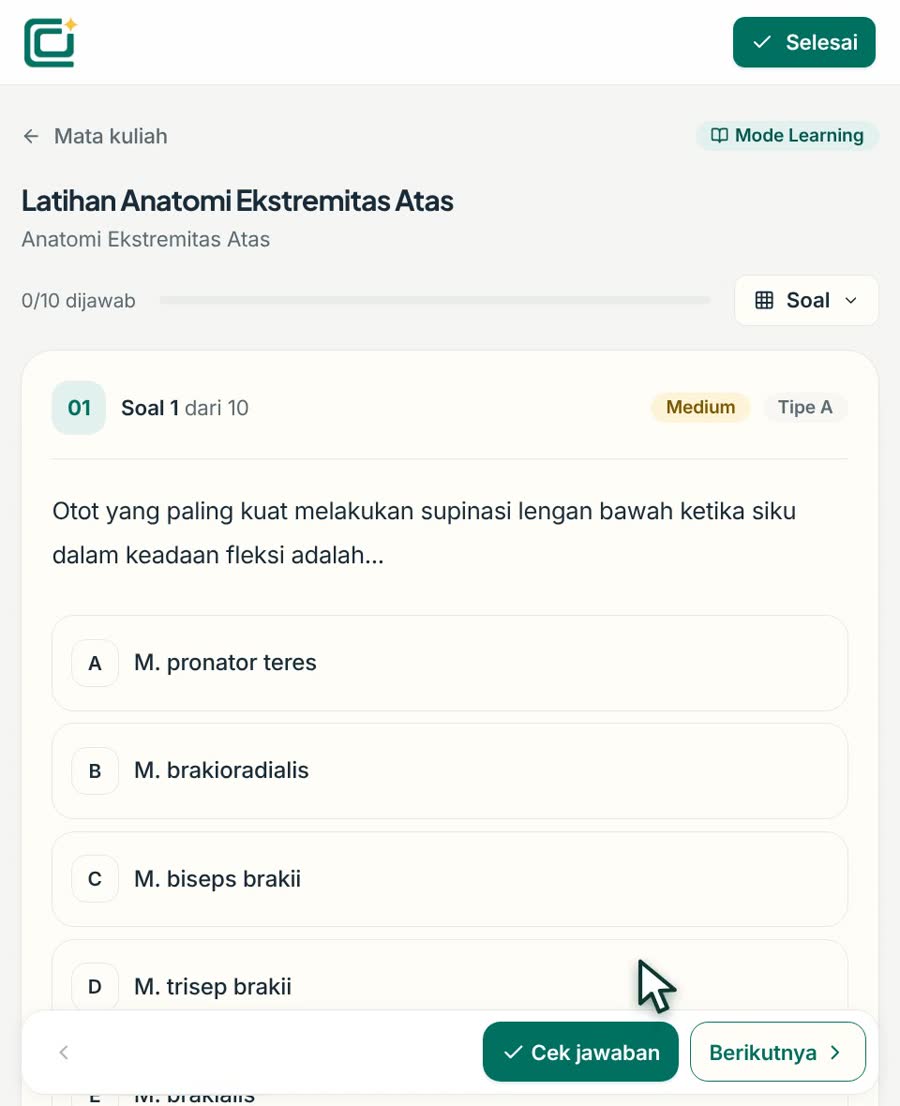 Selesai
Mata kuliah
Mode Learning
Latihan Anatomi Ekstremitas Atas
Anatomi Ekstremitas Atas
0/10 dijawab
Soal
01
Soal 1 dari 10
Medium
Tipe A
Otot yang paling kuat melakukan supinasi lengan bawah ketika siku
dalam keadaan fleksi adalah...
A
M. pronator teres
B
M. brakioradialis
C
M. biseps brakii
D
M. trisep brakii
Cek jawaban
Berikutnya
E
M. brakialis